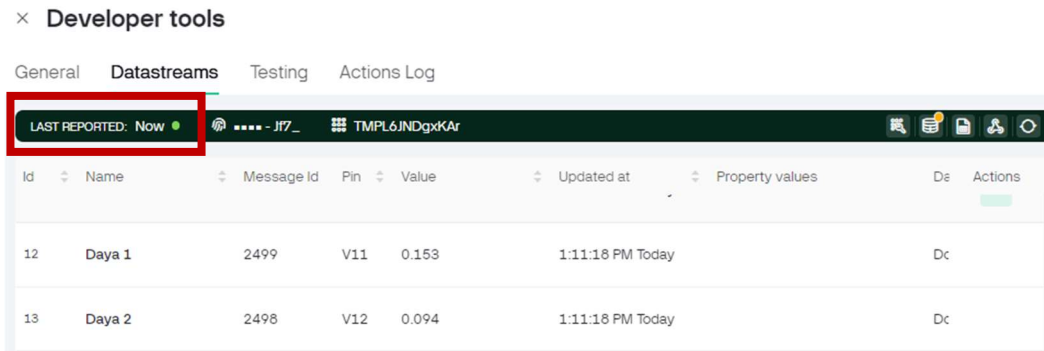 × Developer tools
General Datastreams Testing Actions Log
LAST REPORTED: Now ▪▪▪▪ - Jf7_ TMPL6JNDgxKAr
Id Name Message Id Pin Value Updated at Property values Da Actions
12 Daya 1 2499 V11 0.153 1:11:18 PM Today Dc
13 Daya 2 2498 V12 0.094 1:11:18 PM Today Dc